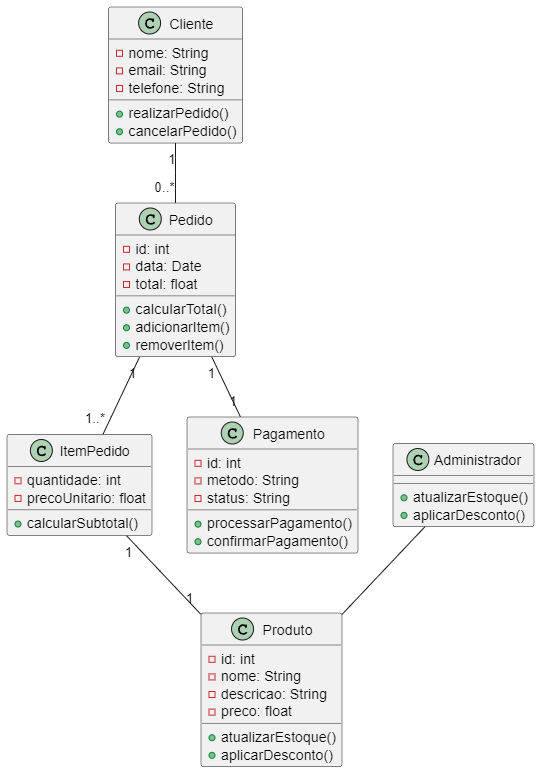 C Cliente
nome: String
email: String
telefone: String
realizarPedido()
cancelarPedido()
1
0..*
C Pedido
id: int
data: Date
total: float
calcularTotal()
adicionarItem()
removerItem()
1
1
1..*
1
C ItemPedido
quantidade: int
precoUnitario: float
calcularSubtotal()
C Pagamento
id: int
metodo: String
status: String
processarPagamento()
confirmarPagamento()
C Administrador
atualizarEstoque()
aplicarDesconto()
1
1
C Produto
id: int
nome: String
descricao: String
preco: float
atualizarEstoque()
aplicarDesconto()